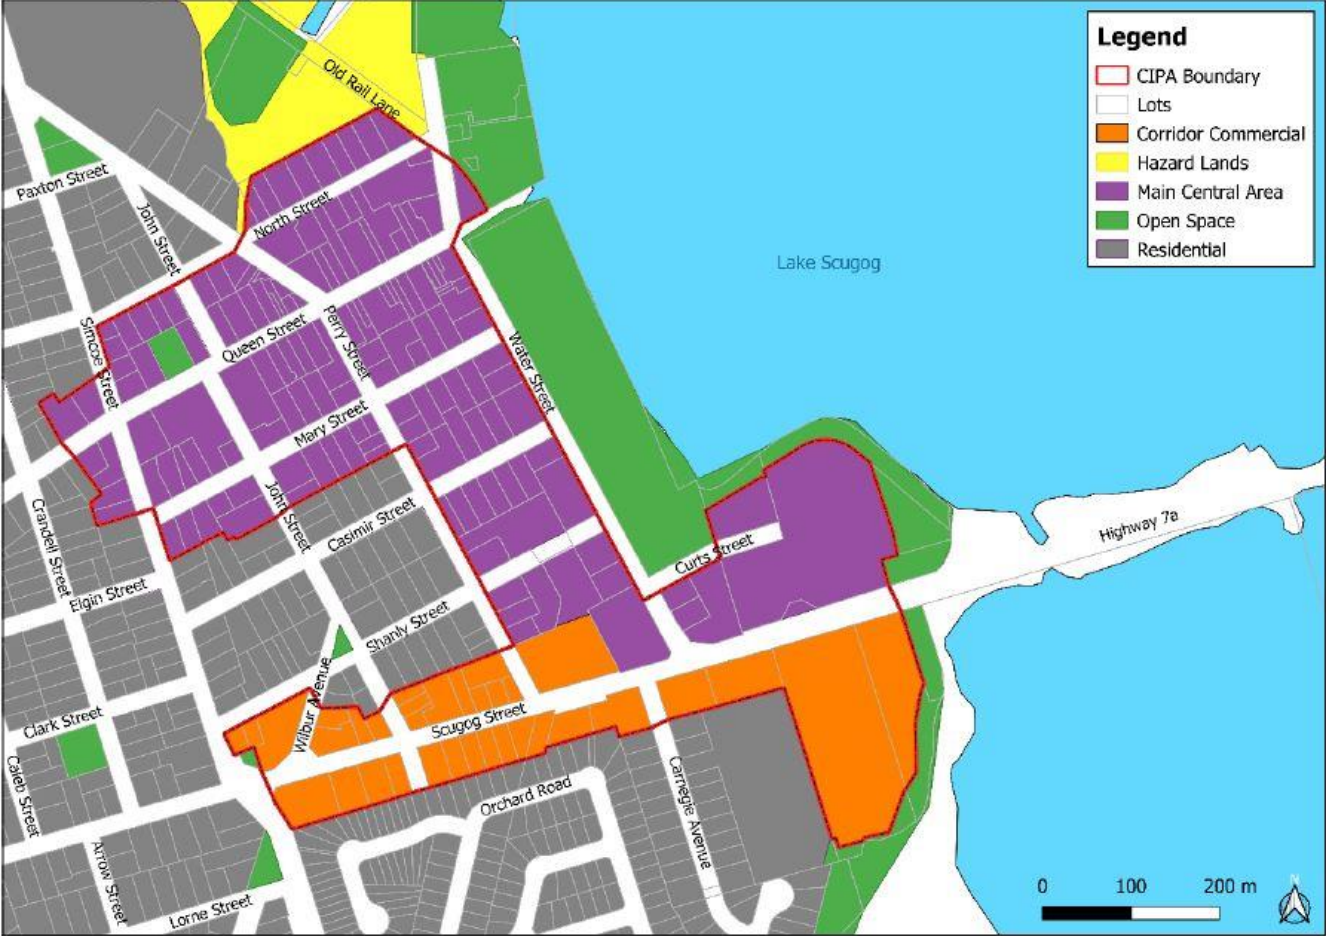 Legend
CIPA Boundary
Lots
Corridor Commercial
Hazard Lands
Main Central Area
Open Space
Residential
Old Rail Lane
Paxton Street
John Street
North Street
Lake Scugog
Simcoe Street
Queen Street
Perry Street
Water Street
Mary Street
Crandell Street
John Street
Casimir Street
Curts Street
Highway 7a
Elgin Street
Shanly Street
Wilbur Avenue
Clark Street
Scugog Street
Caleb Street
Orchard Road
Carnegie Avenue
Arrow Street
Lorne Street
0 100 200 m
N